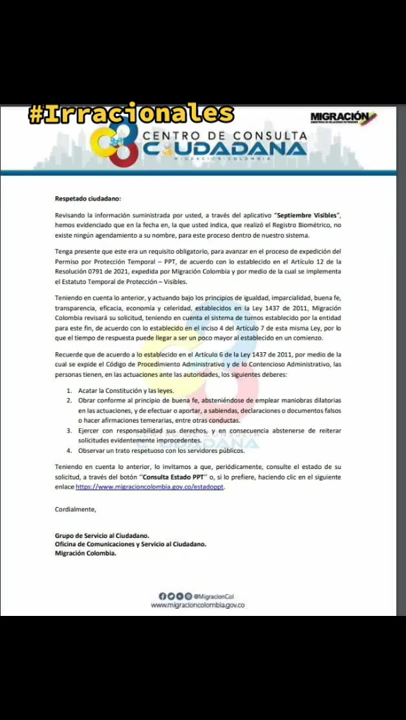 #Irracionales
MIGRACIÓN
CENTRO DE CONSULTA
CIUDADANA
MIGRACIÓN COLOMBIA
Respetado ciudadano:
Revisando la información suministrada por usted, a través del aplicativo "Septiembre Visibles",
hemos evidenciado que en la fecha en, la que usted indica, que realizó el Registro Biométrico, no
existe ningún agendamiento a su nombre, para este proceso dentro de nuestro sistema.
Tenga presente que este era un requisito obligatorio, para avanzar en el proceso de expedición del
Permiso por Protección Temporal – PPT, de acuerdo con lo establecido en el Artículo 12 de la
Resolución 0791 de 2021, expedida por Migración Colombia y por medio de la cual se implementa
el Estatuto Temporal de Protección – Visibles.
Teniendo en cuenta lo anterior, y actuando bajo los principios de igualdad, imparcialidad, buena fe,
transparencia, eficacia, economía y celeridad, establecidos en la Ley 1437 de 2011, Migración
Colombia revisará su solicitud, teniendo en cuenta el sistema de turnos establecido por la entidad
para este fin, de acuerdo con lo establecido en el inciso 4 del Artículo 7 de esta misma Ley, por lo
que el tiempo de respuesta puede llegar a ser un poco mayor al establecido en un comienzo.
Recuerde que de acuerdo a lo establecido en el Artículo 6 de la Ley 1437 de 2011, por medio de la
cual se expide el Código de Procedimiento Administrativo y de lo Contencioso Administrativo, las
personas tienen, en las actuaciones ante las autoridades, los siguientes deberes:
1. Acatar la Constitución y las leyes.
2. Obrar conforme al principio de buena fe, absteniéndose de emplear maniobras dilatorias
en las actuaciones, y de efectuar o aportar, a sabiendas, declaraciones o documentos falsos
o hacer afirmaciones temerarias, entre otras conductas.
3. Ejercer con responsabilidad sus derechos, y en consecuencia abstenerse de reiterar
solicitudes evidentemente improcedentes.
4. Observar un trato respetuoso con los servidores públicos.
Teniendo en cuenta lo anterior, lo invitamos a que, periódicamente, consulte el estado de su
solicitud, a través del botón "Consulta Estado PPT" o, si lo prefiere, haciendo clic en el siguiente
enlace https://www.migracioncolombia.gov.co/estadoppt.
Cordialmente,
Grupo de Servicio al Ciudadano.
Oficina de Comunicaciones y Servicio al Ciudadano.
Migración Colombia.
@MigracionCol
www.migracioncolombia.gov.co